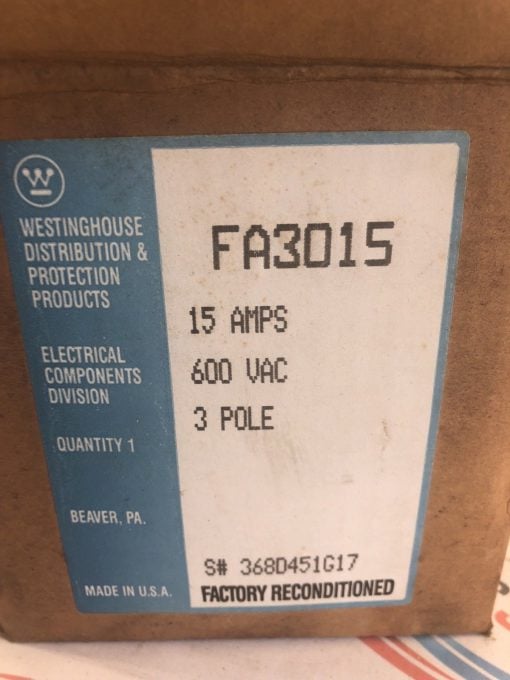 WESTINGHOUSE
DISTRIBUTION &
PROTECTION
PRODUCTS
ELECTRICAL
COMPONENTS
DIVISION
QUANTITY 1
BEAVER, PA.
MADE IN U.S.A.
FA3015
15 AMPS
600 VAC
3 POLE
S# 368D451G17
FACTORY RECONDITIONED